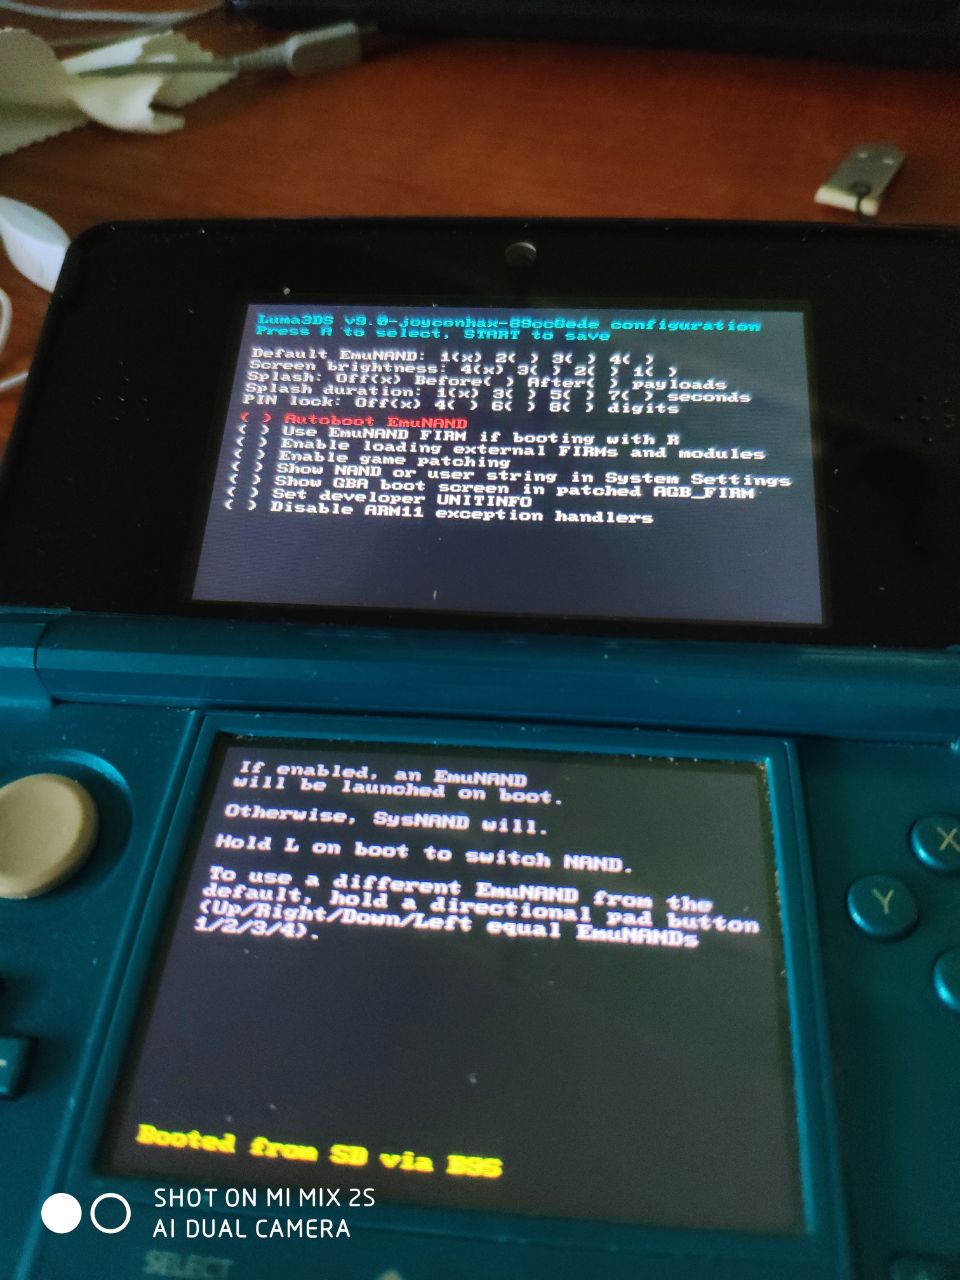 Luma3DS v9.0-joyconhax-89cc6ede configuration
Press A to select, START to save
Default EmuNAND: 1(x) 2( ) 3( ) 4( )
Screen brightness: 4(x) 3( ) 2( ) 1( )
Splash: Off(x) Before( ) After( ) payloads
Splash duration: 1(x) 3( ) 5( ) 7( ) seconds
PIN lock: Off(x) 4( ) 6( ) 8( ) digits
( ) Autoboot EmuNAND
( ) Use EmuNAND FIRM if booting with R
( ) Enable loading external FIRMs and modules
( ) Enable game patching
( ) Show NAND or user string in System Settings
( ) Show GBA boot screen in patched AGB_FIRM
( ) Set developer UNITINFO
( ) Disable ARM11 exception handlers
If enabled, an EmuNAND
will be launched on boot.
Otherwise, SysNAND will.
Hold L on boot to switch NAND.
To use a different EmuNAND from the
default, hold a directional pad button
(Up/Right/Down/Left equal EmuNANDs
1/2/3/4).
Booted from SD via B9S
X
Y
SHOT ON MI MIX 2S
AI DUAL CAMERA
SELECT